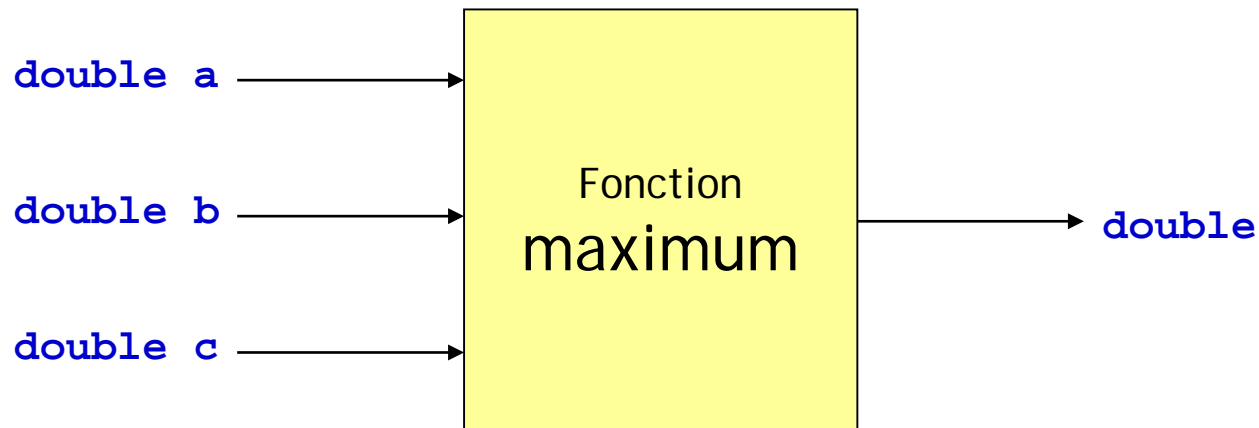 double a
double b
double c
Fonction
maximum
double